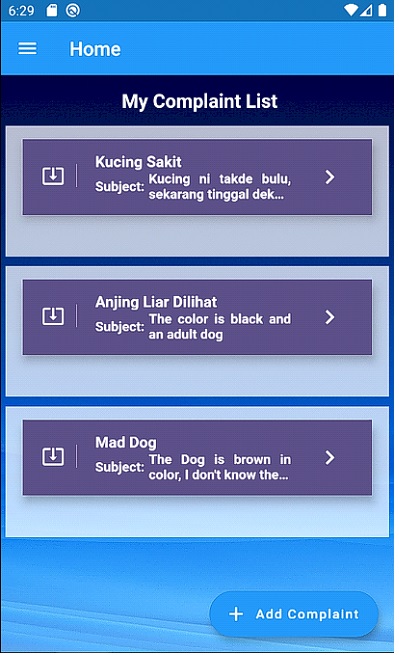 6:29
Home
My Complaint List
Kucing Sakit
Subject: Kucing ni takde bulu,
sekarang tinggal dek...
Anjing Liar Dilihat
Subject: The color is black and
an adult dog
Mad Dog
Subject: The Dog is brown in
color, I don't know the...
+ Add Complaint